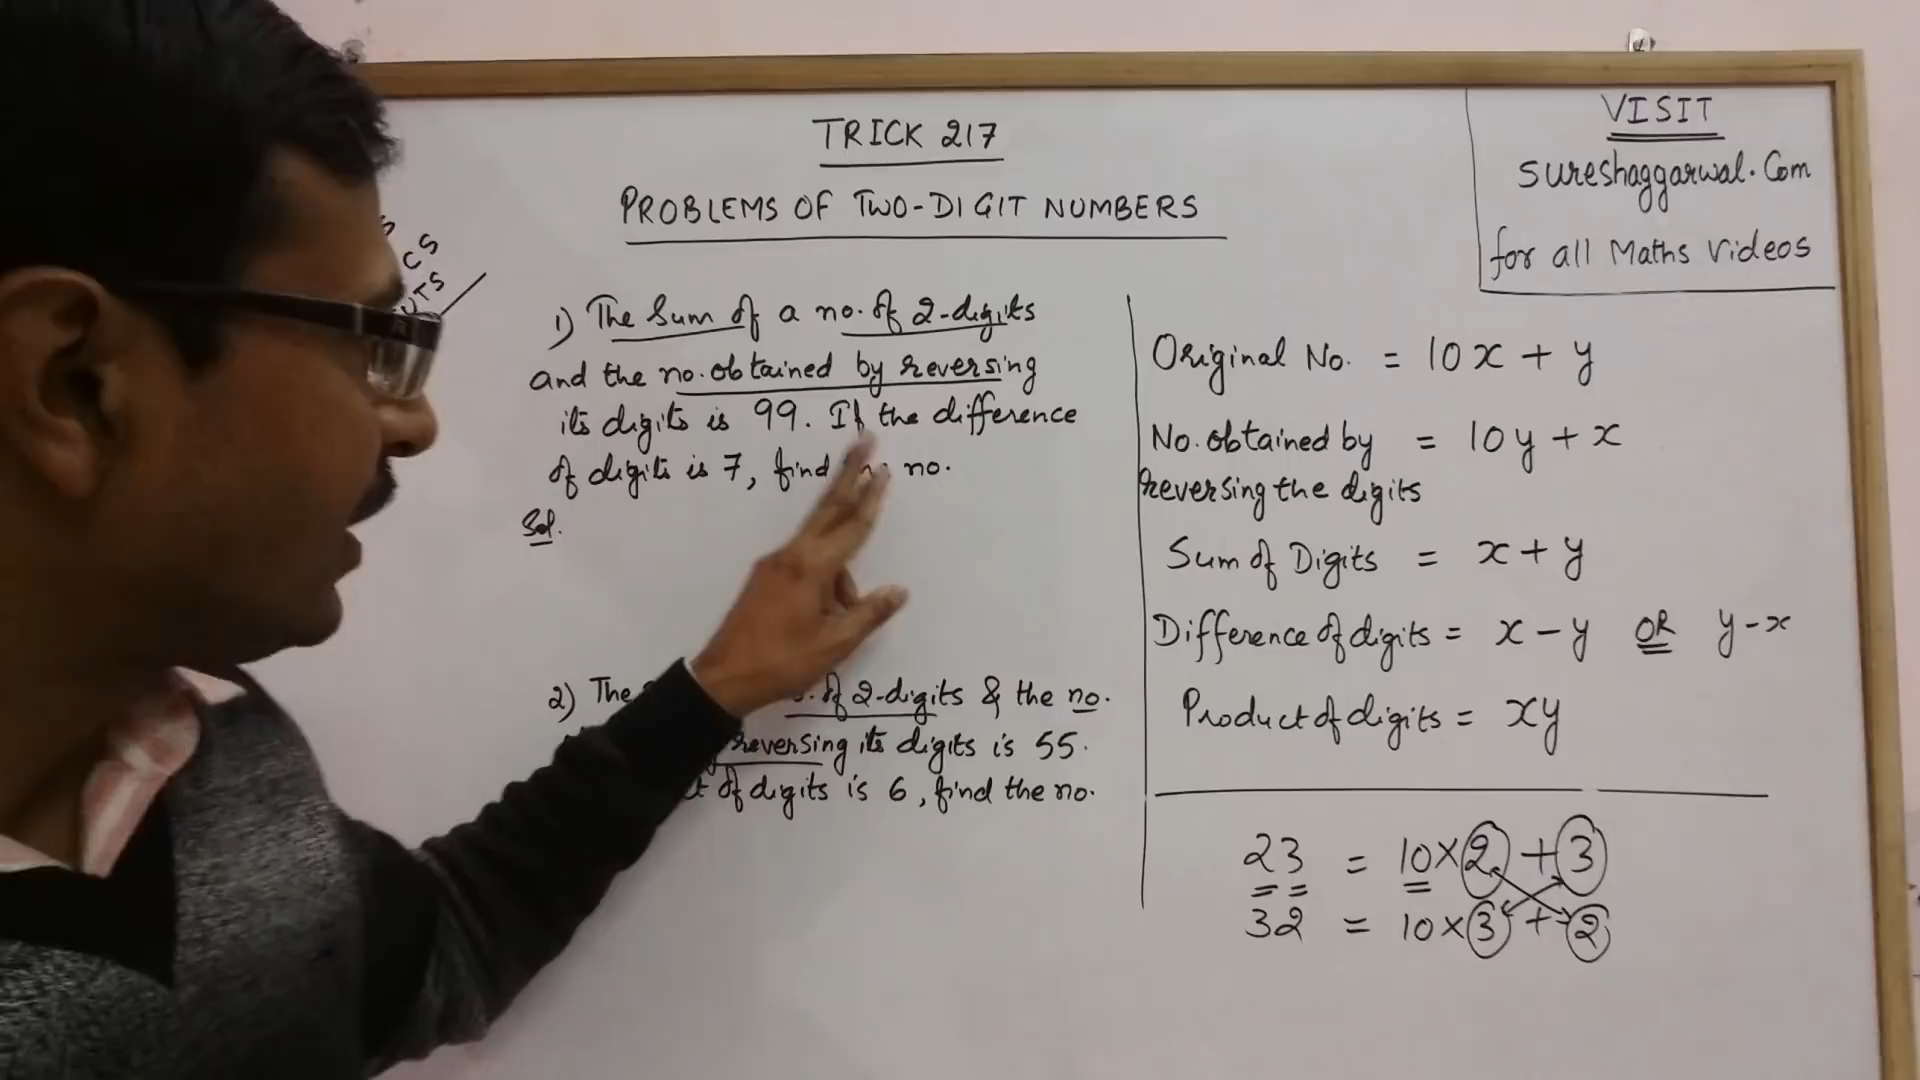 TRICK 217
PROBLEMS OF TWO-DIGIT NUMBERS
VISIT
sureshaggarwal.Com
for all Maths Videos
CS
UTS
1) The Sum of a no. of 2-digits
and the no. obtained by reversing
its digits is 99. If the difference
of digits is 7, find no.
Sol.
2) The of 2-digits & the no.
reversing its digits is 55.
of digits is 6, find the no.
Original No. = 10x + y
No. obtained by = 10y + x
reversing the digits
Sum of Digits = x + y
Difference of digits = x - y OR y - x
Product of digits = xy
23 = 10×2 + 3
32 = 10×3 + 2